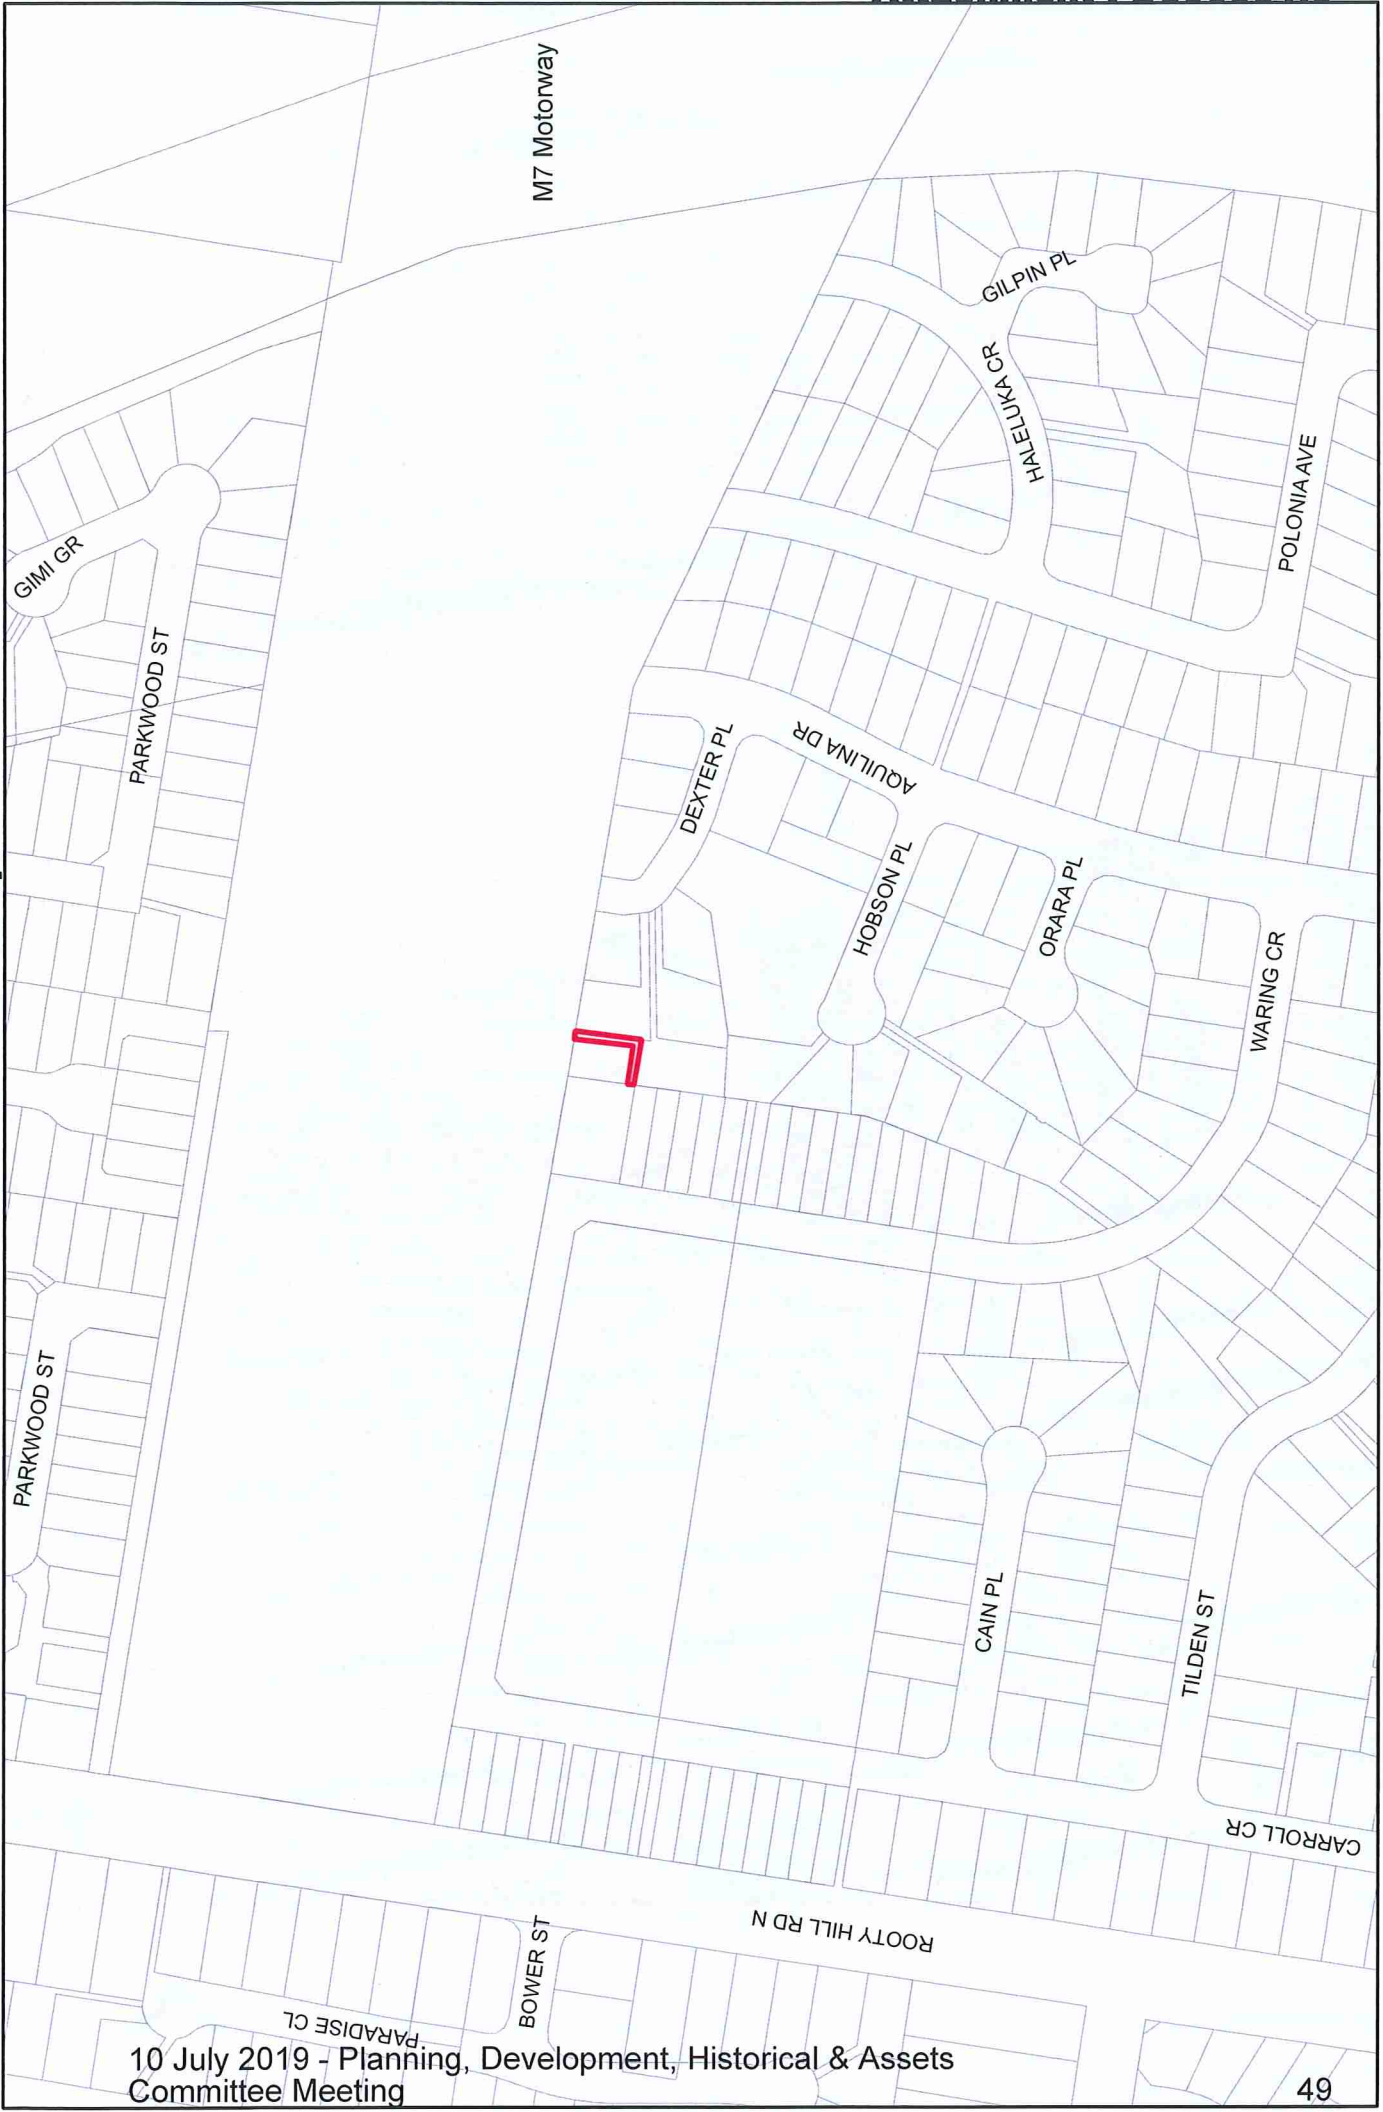 M7 Motorway
GILPIN PL
HALELUKA CR
POLONIA AVE
GIMI GR
PARKWOOD ST
DEXTER PL
AQUILINA DR
HOBSON PL
ORARA PL
WARING CR
PARKWOOD ST
CAIN PL
TILDEN ST
CARROLL CR
ROOTY HILL RD N
BOWER ST
PARADISE CL
10 July 2019 - Planning, Development, Historical & Assets
Committee Meeting
49